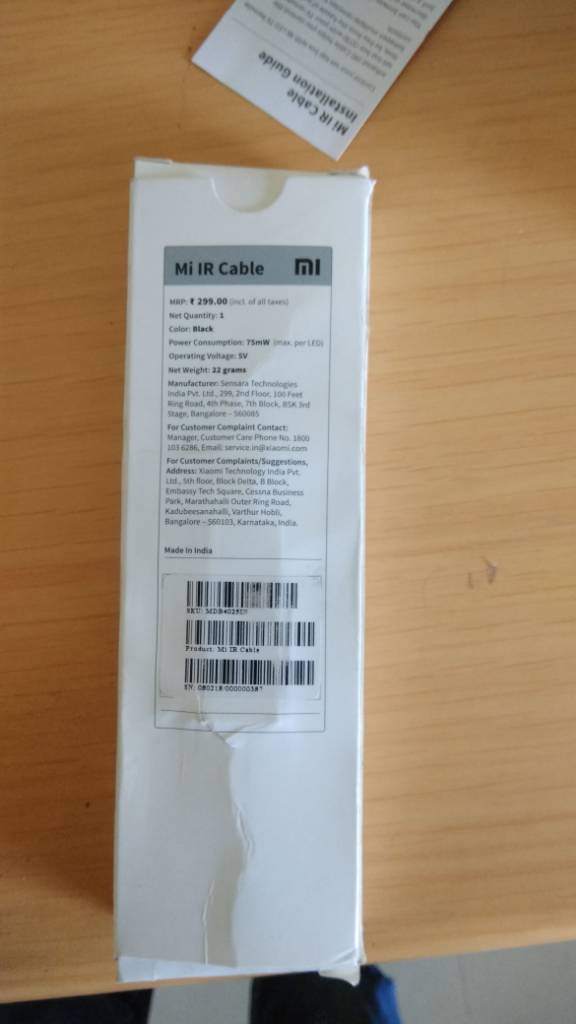 Mi IR Cable
Installation Guide
Mi IR Cable
MI
MRP: ₹ 299.00 (incl. of all taxes)
Net Quantity: 1
Color: Black
Power Consumption: 75mW (max. per LED)
Operating Voltage: 5V
Net Weight: 22 grams
Manufacturer: Sensara Technologies
India Pvt. Ltd., 299, 2nd Floor, 100 Feet
Ring Road, 4th Phase, 7th Block, BSK 3rd
Stage, Bangalore – 560085
For Customer Complaint Contact:
Manager, Customer Care Phone No. 1800
103 6286, Email: service.in@xiaomi.com
For Customer Complaints/Suggestions,
Address: Xiaomi Technology India Pvt.
Ltd., 5th floor, Block Delta, B Block,
Embassy Tech Square, Cessna Business
Park, Marathahalli Outer Ring Road,
Kadubeesanahalli, Varthur Hobli,
Bangalore – 560103, Karnataka, India.
Made In India
SKU:
Product: Mi IR Cable
SN: 080218/000000387